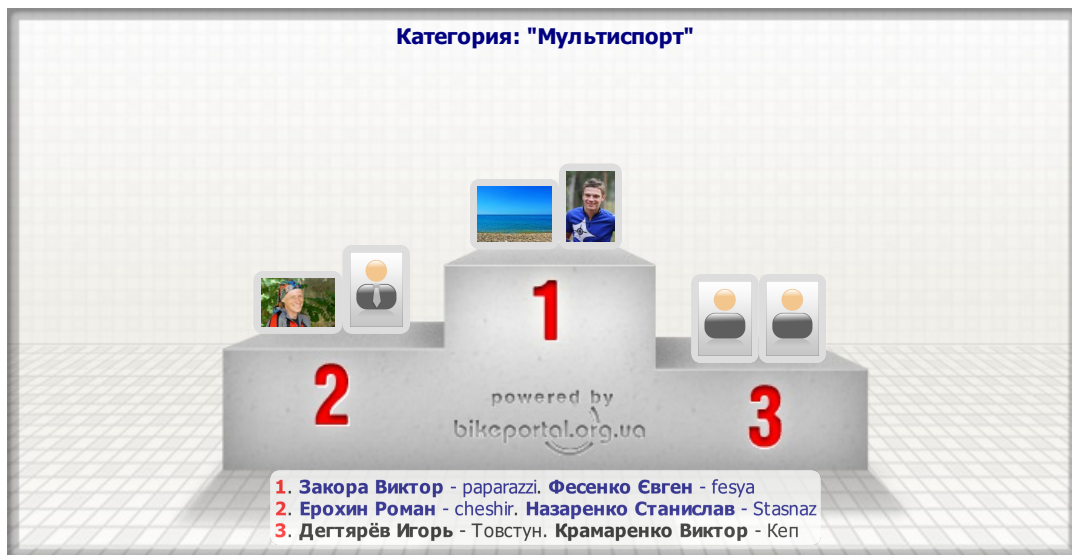 Категория: "Мультиспорт"
1
2
3
powered by
bikeportal.org.ua
1. Закора Виктор - paparazzi. Фесенко Євген - fesya
2. Ерохин Роман - cheshir. Назаренко Станислав - Stasnaz
3. Дегтярёв Игорь - Товстун. Крамаренко Виктор - Кеп